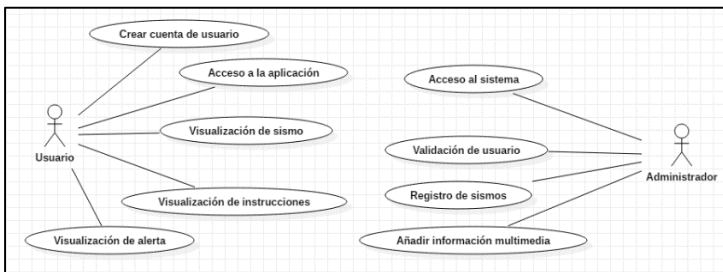 Crear cuenta de usuario
Acceso a la aplicación
Acceso al sistema
Visualización de sismo
Validación de usuario
Usuario
Administrador
Visualización de instrucciones
Registro de sismos
Visualización de alerta
Añadir información multimedia